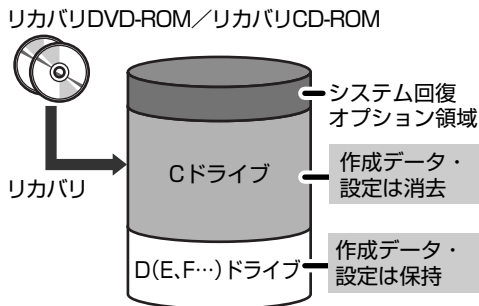 リカバリDVD-ROM／リカバリCD-ROM
システム回復
オプション領域
リカバリ
Cドライブ
作成データ・
設定は消去
D(E、F…)ドライブ
作成データ・
設定は保持